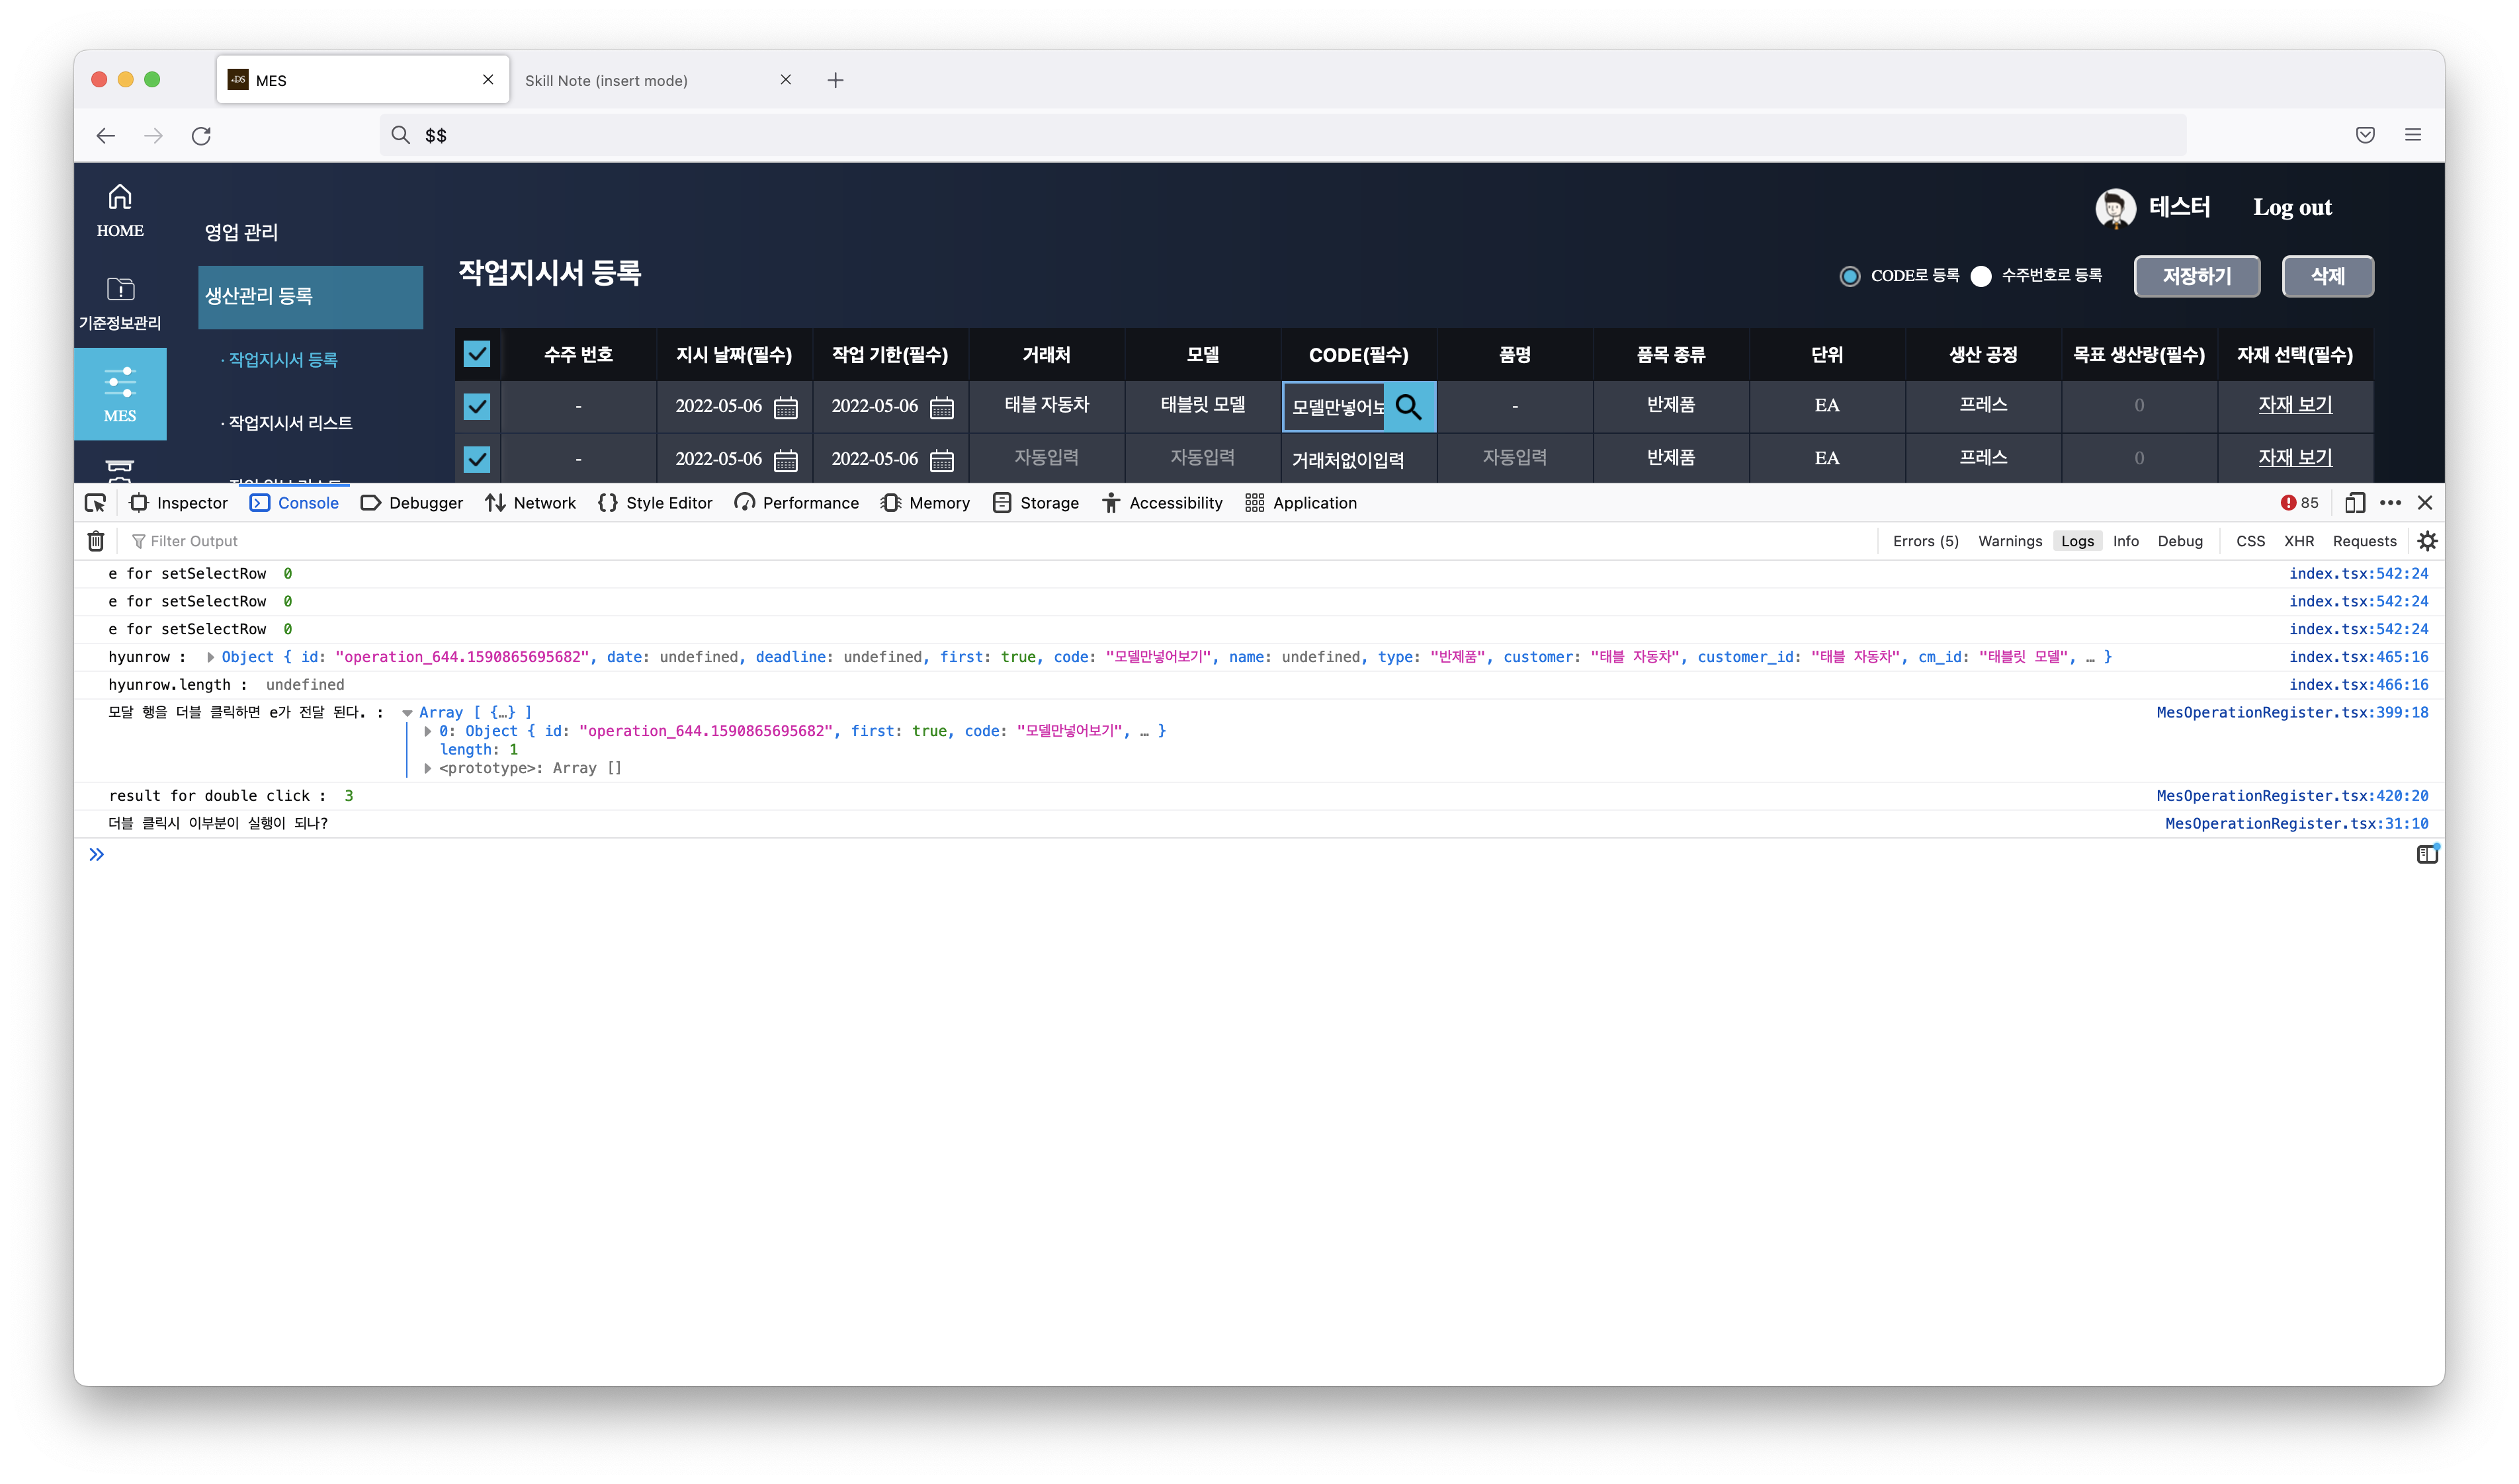 MES
Skill Note (insert mode)
$$
HOME
기준정보관리
MES
영업 관리
생산관리 등록
· 작업지시서 등록
· 작업지시서 리스트
테스터
Log out
작업지시서 등록
CODE로 등록
수주번호로 등록
저장하기
삭제
수주 번호 지시 날짜(필수) 작업 기한(필수) 거래처 모델 CODE(필수) 품명 품목 종류 단위 생산 공정 목표 생산량(필수) 자재 선택(필수)
- 2022-05-06 2022-05-06 태블 자동차 태블릿 모델 모델만넣어보 - 반제품 EA 프레스 0 자재 보기
- 2022-05-06 2022-05-06 자동입력 자동입력 거래처없이입력 자동입력 반제품 EA 프레스 0 자재 보기
Inspector Console Debugger Network Style Editor Performance Memory Storage Accessibility Application 85
Filter Output Errors (5) Warnings Logs Info Debug CSS XHR Requests
e for setSelectRow 0 index.tsx:542:24
e for setSelectRow 0 index.tsx:542:24
e for setSelectRow 0 index.tsx:542:24
hyunrow : Object { id: "operation_644.1590865695682", date: undefined, deadline: undefined, first: true, code: "모델만넣어보기", name: undefined, type: "반제품", customer: "태블 자동차", customer_id: "태블 자동차", cm_id: "태블릿 모델", … } index.tsx:465:16
hyunrow.length : undefined index.tsx:466:16
모달 행을 더블 클릭하면 e가 전달 된다. : Array [ {…} ] MesOperationRegister.tsx:399:18
0: Object { id: "operation_644.1590865695682", first: true, code: "모델만넣어보기", … }
length: 1
<prototype>: Array []
result for double click : 3 MesOperationRegister.tsx:420:20
더블 클릭시 이부분이 실행이 되나? MesOperationRegister.tsx:31:10